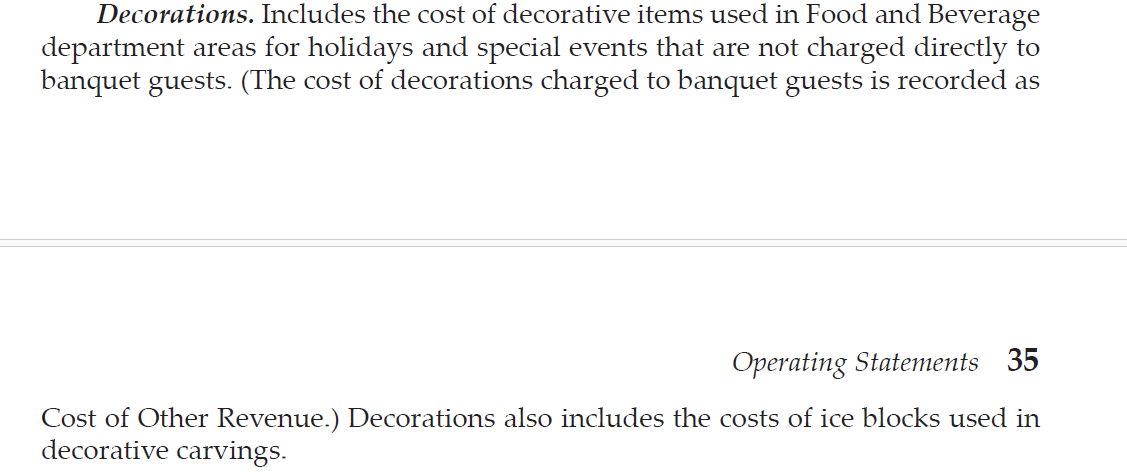 Decorations. Includes the cost of decorative items used in Food and Beverage
department areas for holidays and special events that are not charged directly to
banquet guests. (The cost of decorations charged to banquet guests is recorded as
Operating Statements 35
Cost of Other Revenue.) Decorations also includes the costs of ice blocks used in
decorative carvings.